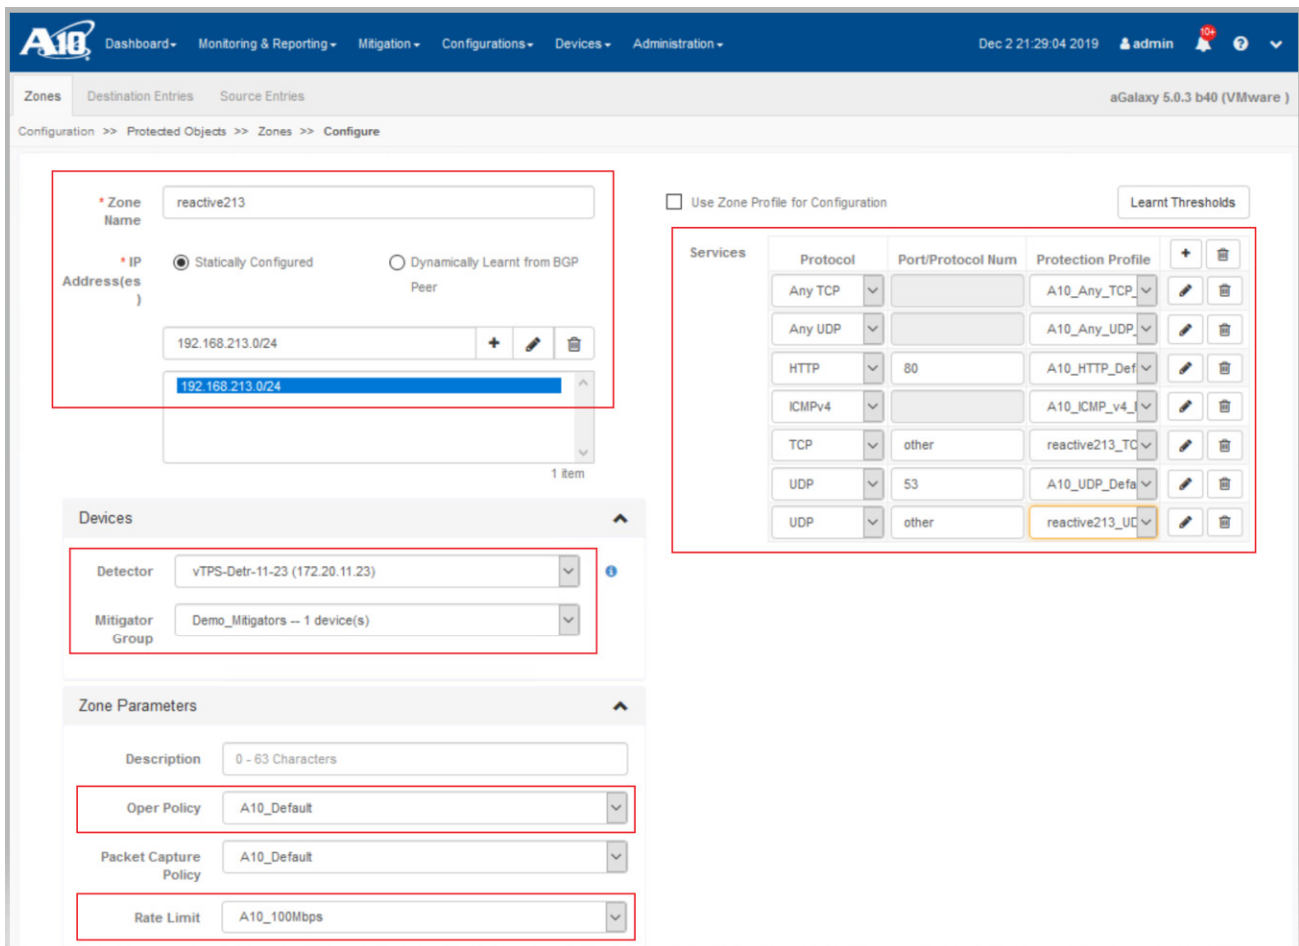 A10 Dashboard Monitoring & Reporting Mitigation Configurations Devices Administration Dec 2 21:29:04 2019 admin 10+
Zones Destination Entries Source Entries aGalaxy 5.0.3 b40 (VMware )
Configuration >> Protected Objects >> Zones >> Configure
* Zone Name
reactive213
* IP Address(es)
Statically Configured
Dynamically Learnt from BGP Peer
192.168.213.0/24
192.168.213.0/24
1 item
Devices
Detector vTPS-Detr-11-23 (172.20.11.23)
Mitigator Group
Demo_Mitigators -- 1 device(s)
Zone Parameters
Description 0 - 63 Characters
Oper Policy A10_Default
Packet Capture Policy
A10_Default
Rate Limit A10_100Mbps
Use Zone Profile for Configuration Learnt Thresholds
Services Protocol Port/Protocol Num Protection Profile +
Any TCP A10_Any_TCP_
Any UDP A10_Any_UDP_
HTTP 80 A10_HTTP_Def
ICMPv4 A10_ICMP_v4_
TCP other reactive213_TC
UDP 53 A10_UDP_Defa
UDP other reactive213_UD